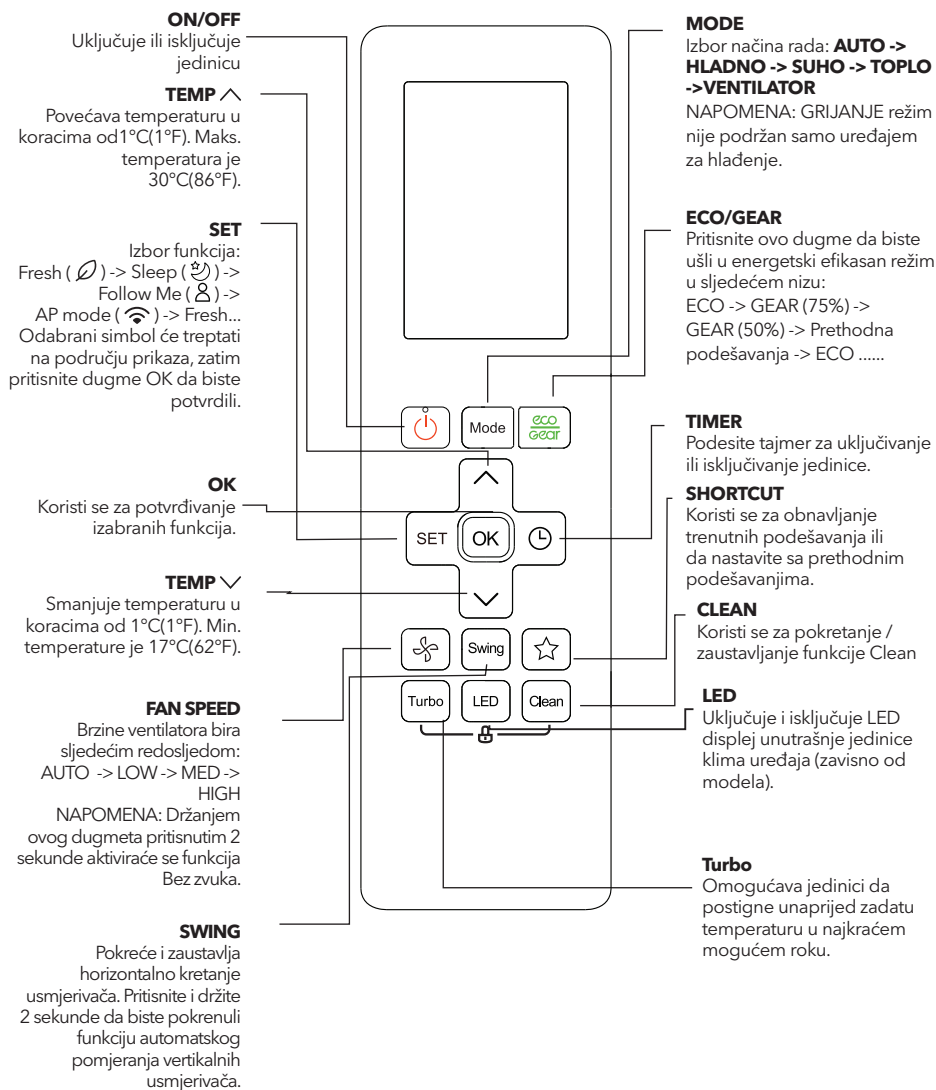 ON/OFF
Uključuje ili isključuje
jedinicu
TEMP
Povećava temperaturu u
koracima od1°C(1°F). Maks.
temperatura je
30°C(86°F).
SET
Izbor funkcija:
Fresh ( ) -> Sleep ( ) ->
Follow Me ( ) ->
AP mode ( ) -> Fresh...
Odabrani simbol će treptati
na području prikaza, zatim
pritisnite dugme OK da biste
potvrdili.
OK
Koristi se za potvrđivanje
izabranih funkcija.
TEMP
Smanjuje temperaturu u
koracima od 1°C(1°F). Min.
temperature je 17°C(62°F).
FAN SPEED
Brzine ventilatora bira
sljedećim redosljedom:
AUTO -> LOW -> MED ->
HIGH
NAPOMENA: Držanjem
ovog dugmeta pritisnutim 2
sekunde aktiviraće se funkcija
Bez zvuka.
SWING
Pokreće i zaustavlja
horizontalno kretanje
usmjerivača. Pritisnite i držite
2 sekunde da biste pokrenuli
funkciju automatskog
pomjeranja vertikalnih
usmjerivača.
Mode
eco
Gear
SET
OK
Swing
Turbo
LED
Clean
MODE
Izbor načina rada: AUTO ->
HLADNO -> SUHO -> TOPLO
->VENTILATOR
NAPOMENA: GRIJANJE režim
nije podržan samo uređajem
za hlađenje.
ECO/GEAR
Pritisnite ovo dugme da biste
ušli u energetski efikasan režim
u sljedećem nizu:
ECO -> GEAR (75%) ->
GEAR (50%) -> Prethodna
podešavanja -> ECO ......
TIMER
Podesite tajmer za uključivanje
ili isključivanje jedinice.
SHORTCUT
Koristi se za obnavljanje
trenutnih podešavanja ili
da nastavite sa prethodnim
podešavanjima.
CLEAN
Koristi se za pokretanje /
zaustavljanje funkcije Clean
LED
Uključuje i isključuje LED
displej unutrašnje jedinice
klima uređaja (zavisno od
modela).
Turbo
Omogućava jedinici da
postigne unaprijed zadatu
temperaturu u najkraćem
mogućem roku.